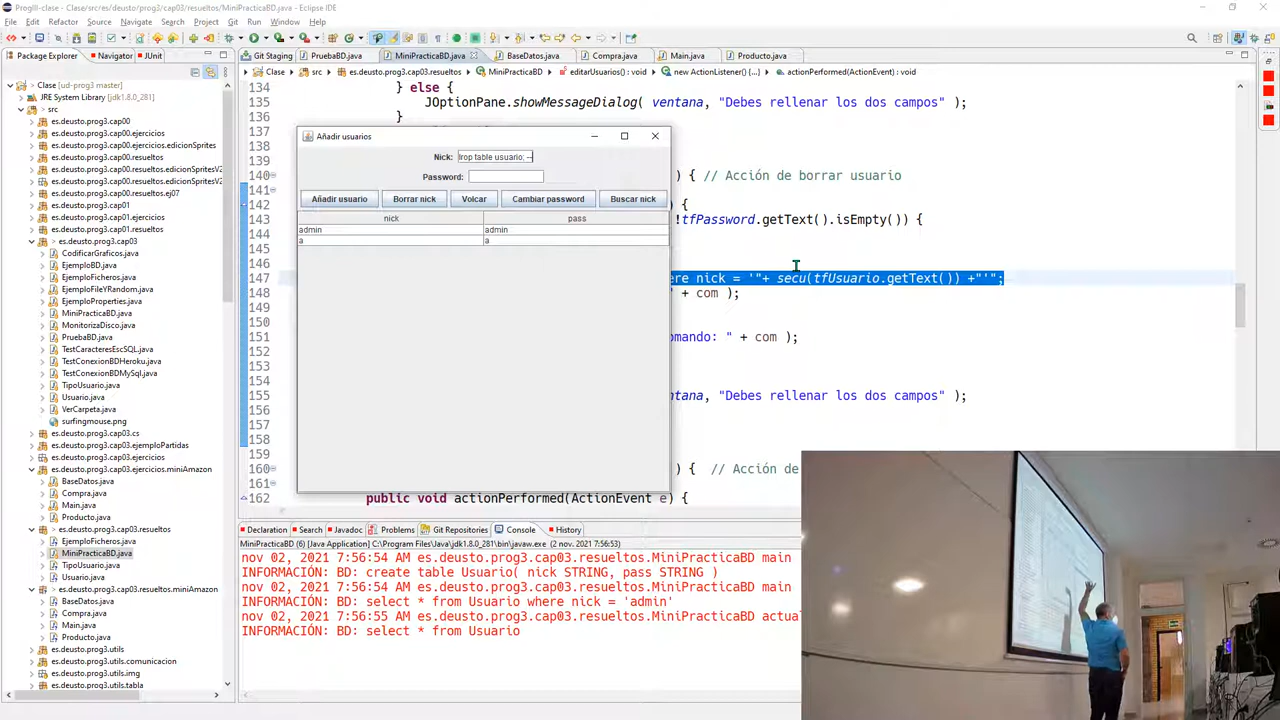 ProgIII-clase - Clase/src/es/deusto/prog3/cap03/resueltos/MiniPracticaBD.java - Eclipse IDE
File Edit Refactor Source Navigate Search Project Git Run Window Help
Package Explorer Navigator JUnit
Git Staging PruebaBD.java MiniPracticaBD.java BaseDatos.java Compra.java Main.java Producto.java
Clase src es.deusto.prog3.cap03.resueltos MiniPracticaBD editarUsuarios() : void new ActionListener() {...} actionPerformed(ActionEvent) : void
Clase [ud-prog3 master]
JRE System Library [jdk1.8.0_281]
src
es.deusto.prog3.cap00
es.deusto.prog3.cap00.ejercicios
es.deusto.prog3.cap00.ejercicios.edicionSprites
es.deusto.prog3.cap00.resueltos
es.deusto.prog3.cap00.resueltos.edicionSprites
es.deusto.prog3.cap00.resueltos.edicionSpritesV2
es.deusto.prog3.cap00.resueltos.ej07
es.deusto.prog3.cap01
es.deusto.prog3.cap01.ejercicios
es.deusto.prog3.cap01.resueltos
es.deusto.prog3.cap03
CodificarGraficos.java
EjemploBD.java
EjemploFicheros.java
EjemploFileYRandom.java
EjemploProperties.java
MiniPracticaBD.java
MonitorizaDisco.java
PruebaBD.java
TestCaracteresEscSQL.java
TestConexionBDHeroku.java
TestConexionBDMySql.java
TipoUsuario.java
Usuario.java
VerCarpeta.java
surfingmouse.png
es.deusto.prog3.cap03.cs
es.deusto.prog3.cap03.ejemploPartidas
es.deusto.prog3.cap03.ejercicios.miniAmazon
BaseDatos.java
Compra.java
Main.java
Producto.java
es.deusto.prog3.cap03.resueltos
EjemploFicheros.java
MiniPracticaBD.java
TipoUsuario.java
Usuario.java
es.deusto.prog3.cap03.resueltos.miniAmazon
BaseDatos.java
Compra.java
Main.java
Producto.java
es.deusto.prog3.utils
es.deusto.prog3.utils.comunicacion
es.deusto.prog3.utils.img
es.deusto.prog3.utils.tabla
134 } else {
135 JOptionPane.showMessageDialog( ventana, "Debes rellenar los dos campos" );
136 }
137
138
139
140 ) { // Acción de borrar usuario
141
142 ) {
143 !tfPassword.getText().isEmpty()) {
144
145
146
147 ere nick = '"+ secu(tfUsuario.getText()) +"'";
148 " + com );
149
150
151 omando: " + com );
152
153
154
155 ntana, "Debes rellenar los dos campos" );
156
157
158
159
160 ) { // Acción de
161
162 public void actionPerformed(ActionEvent e) {
Añadir usuarios
Nick: lrop table usuario; --
Password:
Añadir usuario Borrar nick Volcar Cambiar password Buscar nick
nick pass
admin admin
a a
Declaration Search Javadoc Problems Git Repositories Console History
MiniPracticaBD (6) [Java Application] C:\Program Files\Java\jdk1.8.0_281\bin\javaw.exe (2 nov. 2021 7:56:53)
nov 02, 2021 7:56:54 AM es.deusto.prog3.cap03.resueltos.MiniPracticaBD main
INFORMACIÓN: BD: create table Usuario( nick STRING, pass STRING )
nov 02, 2021 7:56:54 AM es.deusto.prog3.cap03.resueltos.MiniPracticaBD main
INFORMACIÓN: BD: select * from Usuario where nick = 'admin'
nov 02, 2021 7:56:55 AM es.deusto.prog3.cap03.resueltos.MiniPracticaBD actua
INFORMACIÓN: BD: select * from Usuario